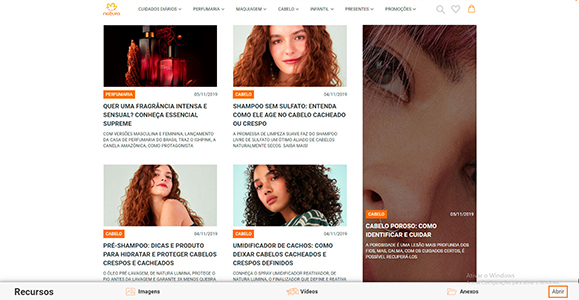 natura
CUIDADOS DIÁRIOS PERFUMARIA MAQUIAGEM CABELO INFANTIL PRESENTES PROMOÇÕES
PERFUMARIA 05/11/2019
QUER UMA FRAGRÂNCIA INTENSA E
SENSUAL? CONHEÇA ESSENCIAL
SUPREME
COM VERSÕES MASCULINA E FEMININA, LANÇAMENTO
DA CASA DE PERFUMARIA DO BRASIL TRAZ O ISHPINK, A
CANELA AMAZÔNICA, COMO PROTAGONISTA
CABELO 04/11/2019
SHAMPOO SEM SULFATO: ENTENDA
COMO ELE AGE NO CABELO CACHEADO
OU CRESPO
A PROMESSA DE LIMPEZA SUAVE FAZ DO SHAMPOO
LIVRE DE SULFATO UM ÓTIMO ALIADO DE CABELOS
NATURALMENTE SECOS. SAIBA MAIS!
CABELO 05/11/2019
CABELO POROSO: COMO
IDENTIFICAR E CUIDAR
A POROSIDADE É UMA LESÃO MAIS PROFUNDA DOS
FIOS, MAS, CALMA, COM OS CUIDADOS CERTOS, É
POSSÍVEL RECUPERÁ-LOS
CABELO 04/11/2019
PRÉ-SHAMPOO: DICAS E PRODUTO
PARA HIDRATAR E PROTEGER CABELOS
CRESPOS E CACHEADOS
O ÓLEO PRÉ-LAVAGEM, DE NATURA LUMINA, PROTEGE O
FIO ANTES DA LAVAGEM E GARANTE 3X MENOS QUEBRA
CABELO 04/11/2019
UMIDIFICADOR DE CACHOS: COMO
DEIXAR CABELOS CACHEADOS E
CRESPOS DEFINIDOS
CONHEÇA O SPRAY UMIDIFICADOR REATIVADOR, DE
NATURA LUMINA, O FINALIZADOR QUE DEFINE E REATIVA
Ativar o Windows
Recursos Imagens Vídeos Anexos Abrir